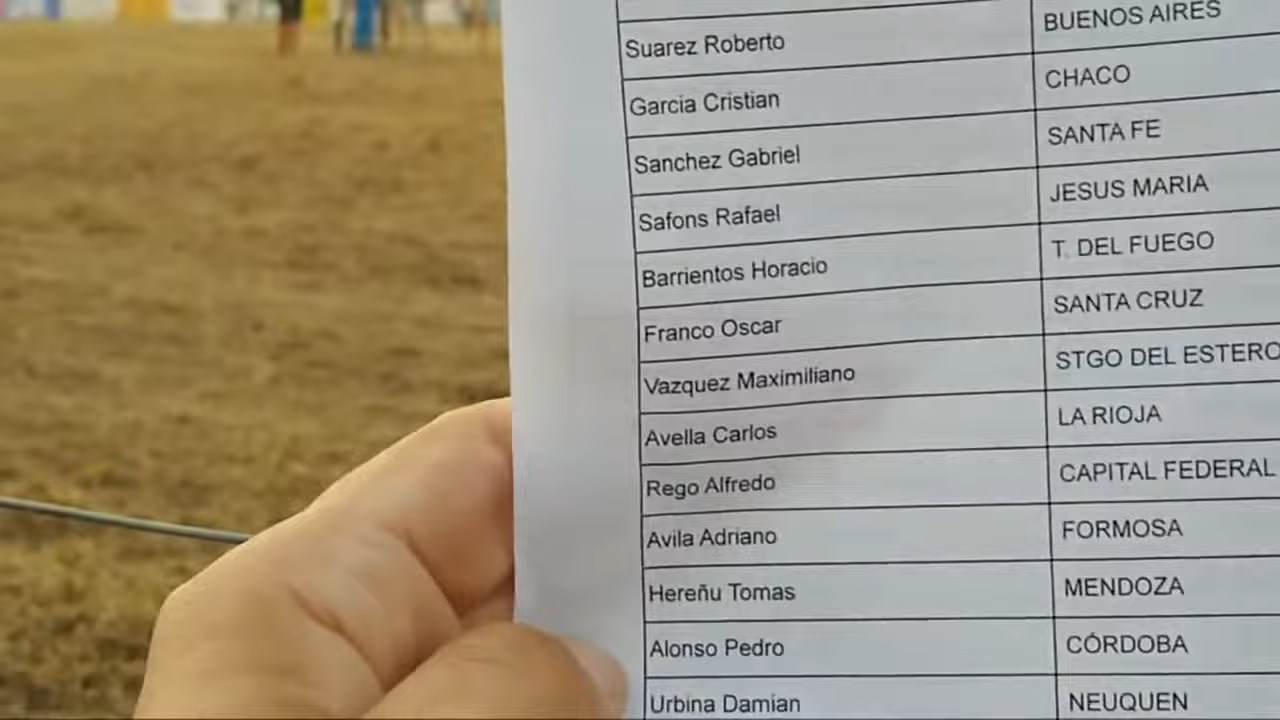 Suarez Roberto BUENOS AIRES
Garcia Cristian CHACO
Sanchez Gabriel SANTA FE
Safons Rafael JESUS MARIA
Barrientos Horacio T. DEL FUEGO
Franco Oscar SANTA CRUZ
Vazquez Maximiliano STGO DEL ESTERO
Avella Carlos LA RIOJA
Rego Alfredo CAPITAL FEDERAL
Avila Adriano FORMOSA
Hereñu Tomas MENDOZA
Alonso Pedro CÓRDOBA
Urbina Damian NEUQUEN